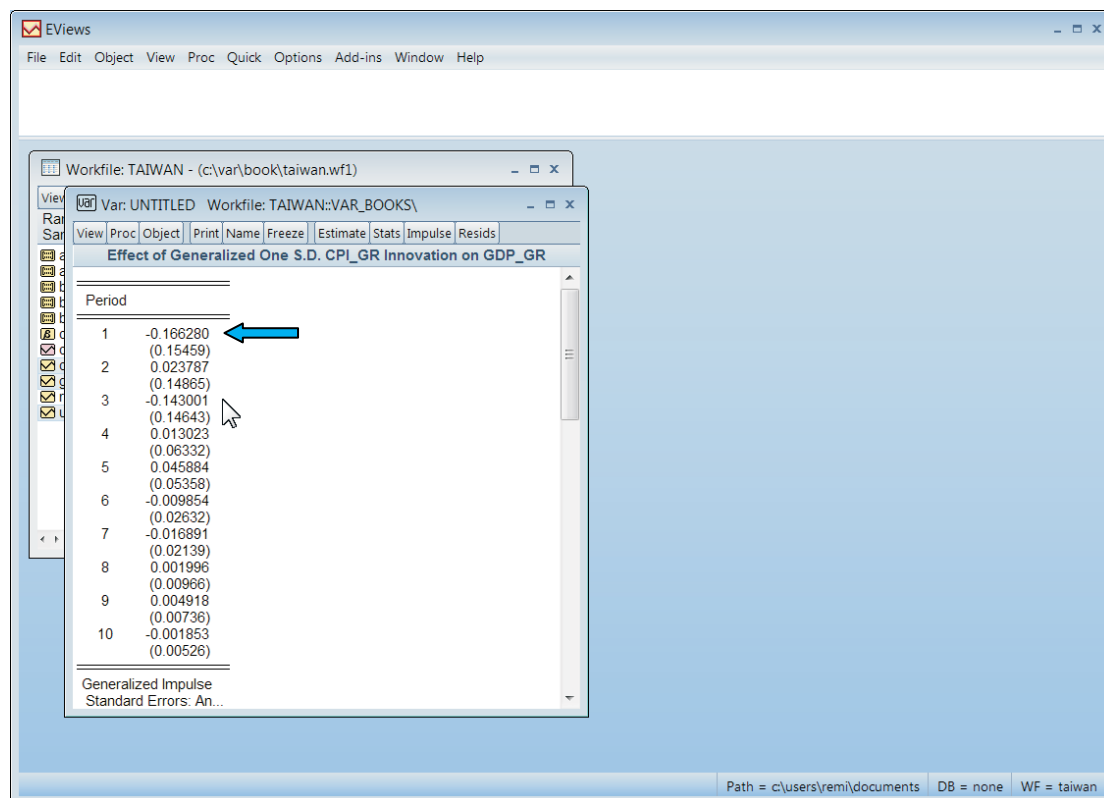 EViews
File Edit Object View Proc Quick Options Add-ins Window Help
Workfile: TAIWAN - (c:\var\book\taiwan.wf1)
Var: UNTITLED Workfile: TAIWAN::VAR_BOOKS\
View Proc Object Print Name Freeze Estimate Stats Impulse Resids
Effect of Generalized One S.D. CPI_GR Innovation on GDP_GR
Period
1 -0.166280
(0.15459)
2 0.023787
(0.14865)
3 -0.143001
(0.14643)
4 0.013023
(0.06332)
5 0.045884
(0.05358)
6 -0.009854
(0.02632)
7 -0.016891
(0.02139)
8 0.001996
(0.00966)
9 0.004918
(0.00736)
10 -0.001853
(0.00526)
Generalized Impulse
Standard Errors: An...
Path = c:\users\remi\documents DB = none WF = taiwan